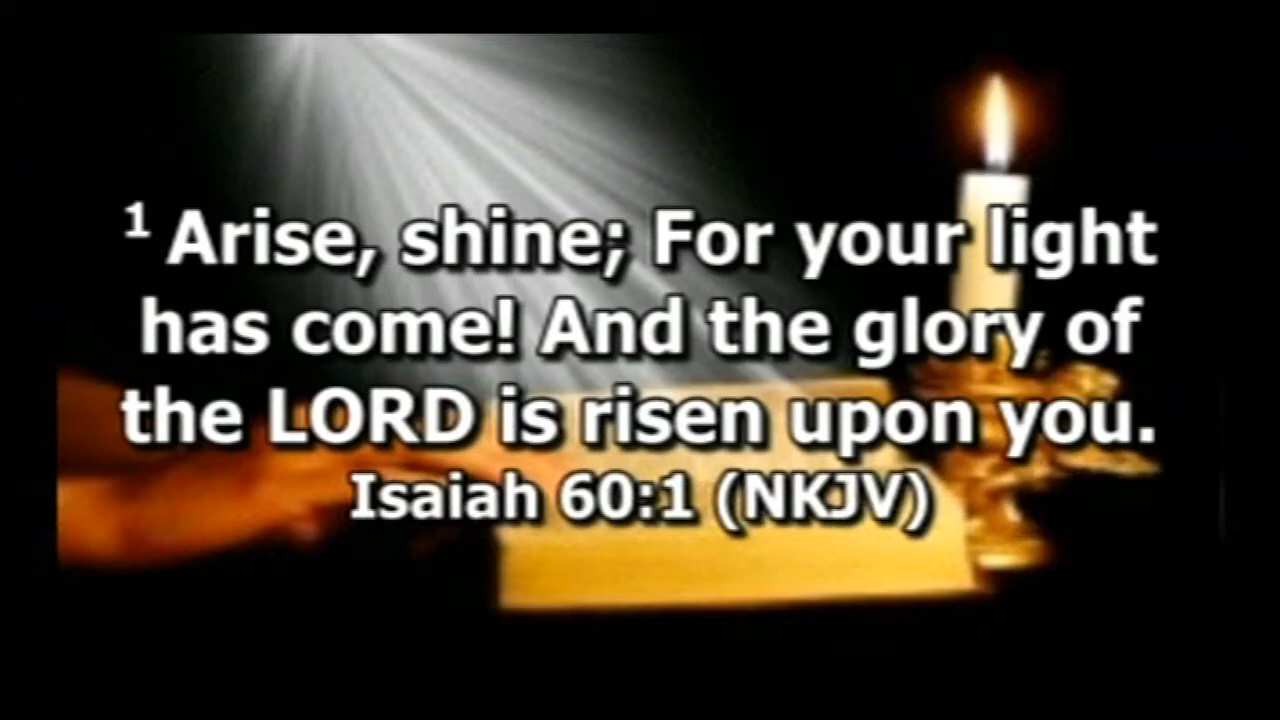 1 Arise, shine; For your light
has come! And the glory of
the LORD is risen upon you.
Isaiah 60:1 (NKJV)